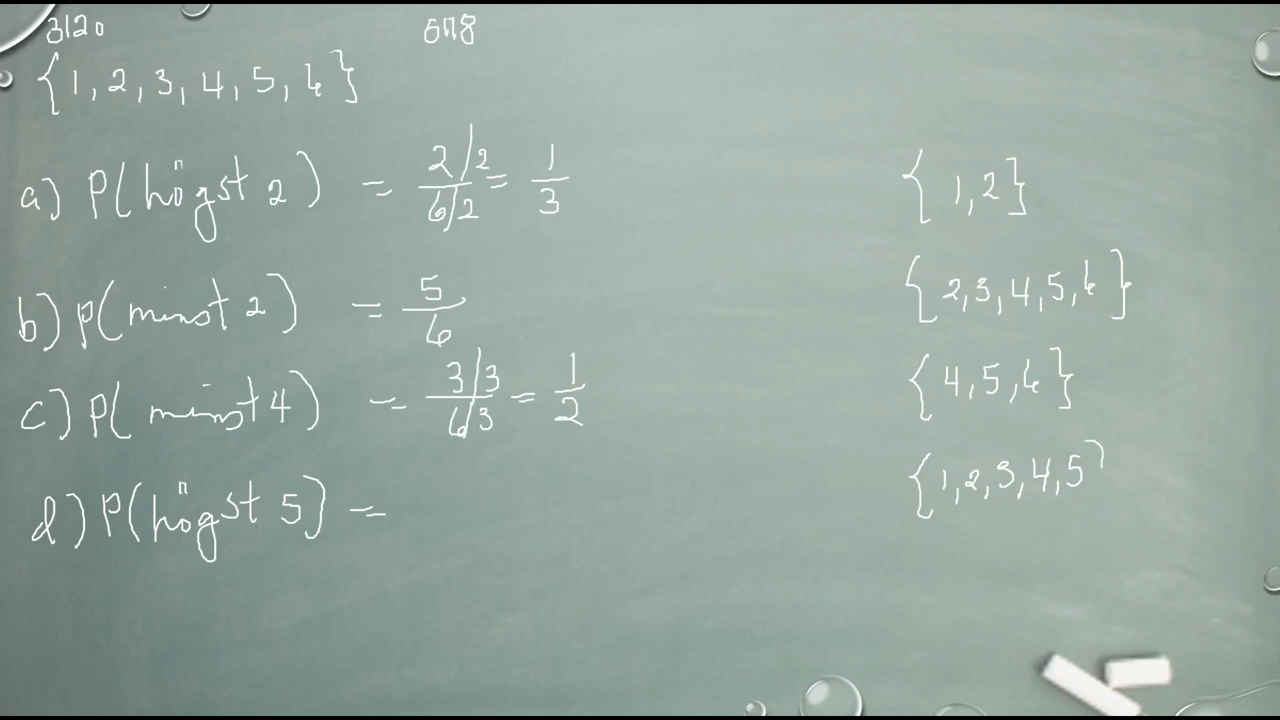 3120 σπ8
{1, 2, 3, 4, 5, 6}
a) P(högst 2) = 2/2 / 6/2 = 1/3 {1, 2}
b) P(minst 2) = 5/6 {2, 3, 4, 5, 6}
c) P(minst 4) = 3/3 / 6/3 = 1/2 {4, 5, 6}
d) P(högst 5) = {1, 2, 3, 4, 5